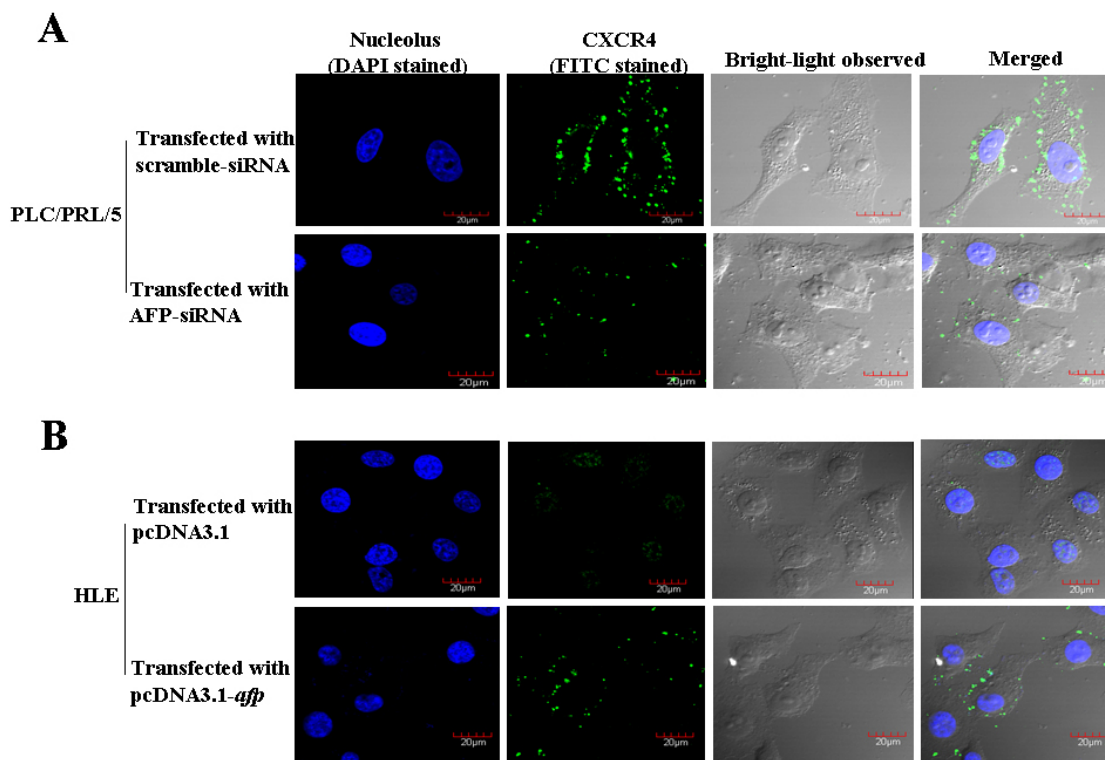 A
Nucleolus
(DAPI stained)
CXCR4
(FITC stained)
Bright-light observed
Merged
PLC/PRL/5
Transfected with
scramble-siRNA
20μm
20μm
20μm
20μm
Transfected with
AFP-siRNA
20μm
20μm
20μm
20μm
B
HLE
Transfected with
pcDNA3.1
20μm
20μm
20μm
20μm
Transfected with
pcDNA3.1-afp
20μm
20μm
20μm
20μm